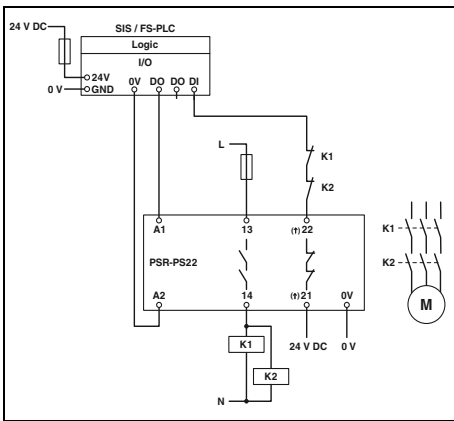 24 V DC
SIS / FS-PLC
Logic
I/O
24V
0V DO DO DI
0 V
GND
L
K1
K2
A1 13 (†) 22
PSR-PS22
A2 14 (†) 21 0V
K1
K2
M
K1
24 V DC 0 V
K2
N